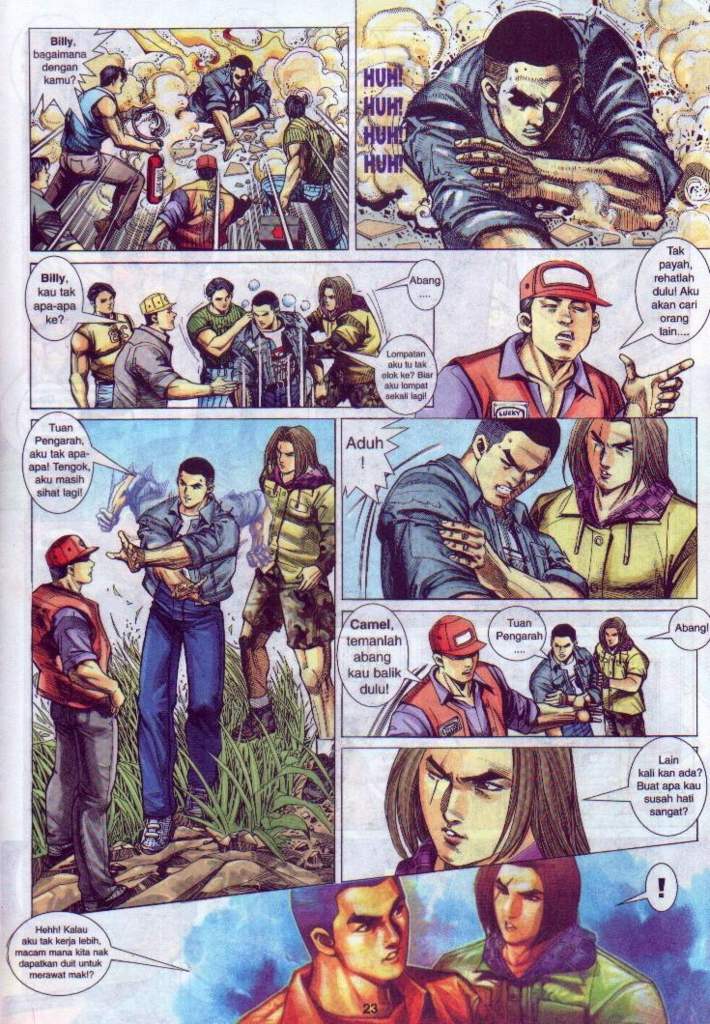 Billy,
bagaimana
dengan
kamu?
HUH!
HUH!
HUH!
HUH!
Billy,
kau tak
apa-apa
ke?
Abang
....
Lompatan
aku tu tak
elok ke? Biar
aku lompat
sekali lagi!
Tak
payah,
rehatlah
dulu! Aku
akan cari
orang
lain....
LUCKY
Tuan
Pengarah,
aku tak apa-
apa! Tengok,
aku masih
sihat lagi!
Aduh
!
Camel,
temanlah
abang
kau balik
dulu!
Tuan
Pengarah
....
Abang!
Lain
kali kan ada?
Buat apa kau
susah hati
sangat?
Hehh! Kalau
aku tak kerja lebih,
macam mana kita nak
dapatkan duit untuk
merawat mak!?
!
23